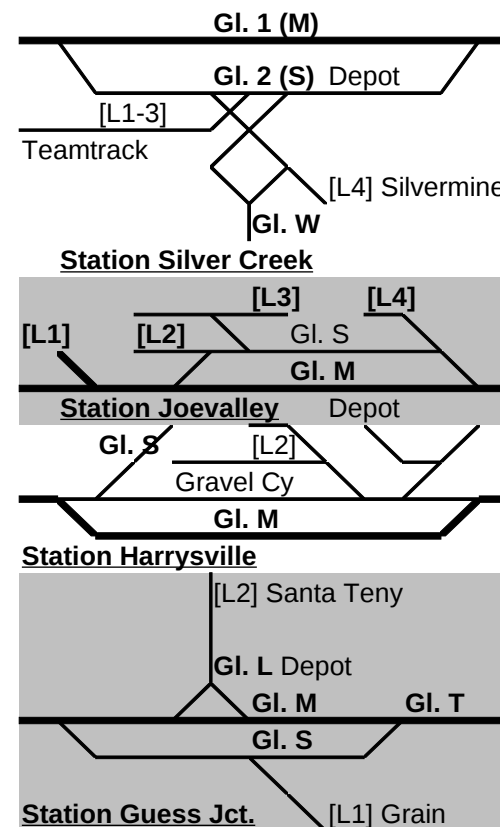 Gl. 1 (M)
Gl. 2 (S) Depot
[L1-3]
Teamtrack
[L4] Silvermine
Gl. W
Station Silver Creek
[L3] [L4]
[L1] [L2] Gl. S
Gl. M
Station Joevalley Depot
Gl. S [L2]
Gravel Cy
Gl. M
Station Harrysville
[L2] Santa Teny
Gl. L Depot
Gl. M Gl. T
Gl. S
Station Guess Jct. [L1] Grain